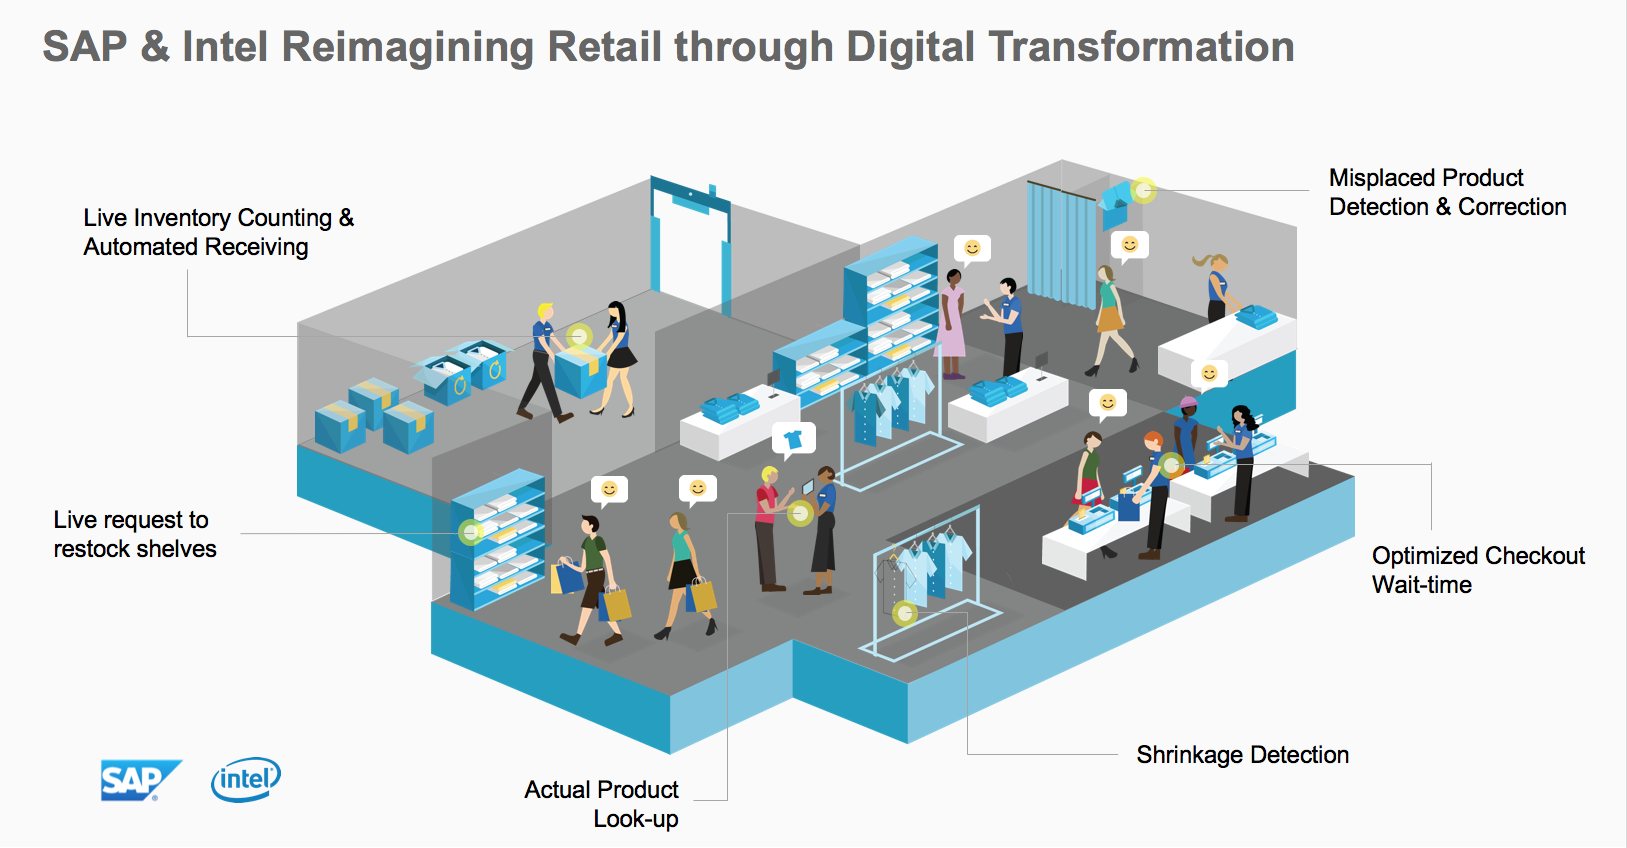 SAP & Intel Reimagining Retail through Digital Transformation
Live Inventory Counting &
Automated Receiving
Misplaced Product
Detection & Correction
Live request to
restock shelves
Optimized Checkout
Wait-time
Shrinkage Detection
Actual Product
Look-up
SAP®
intel®